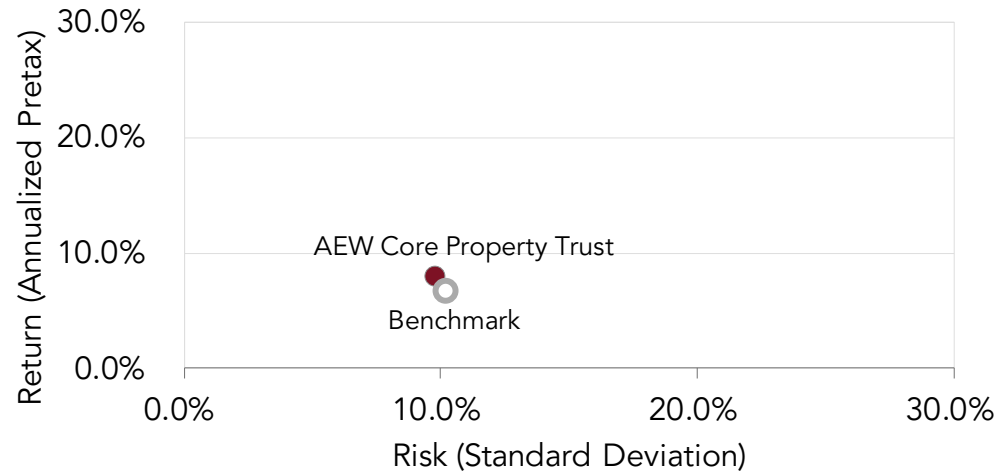 Return (Annualized Pretax)
30.0%
20.0%
10.0%
0.0%
AEW Core Property Trust
Benchmark
0.0%
10.0%
20.0%
30.0%
Risk (Standard Deviation)